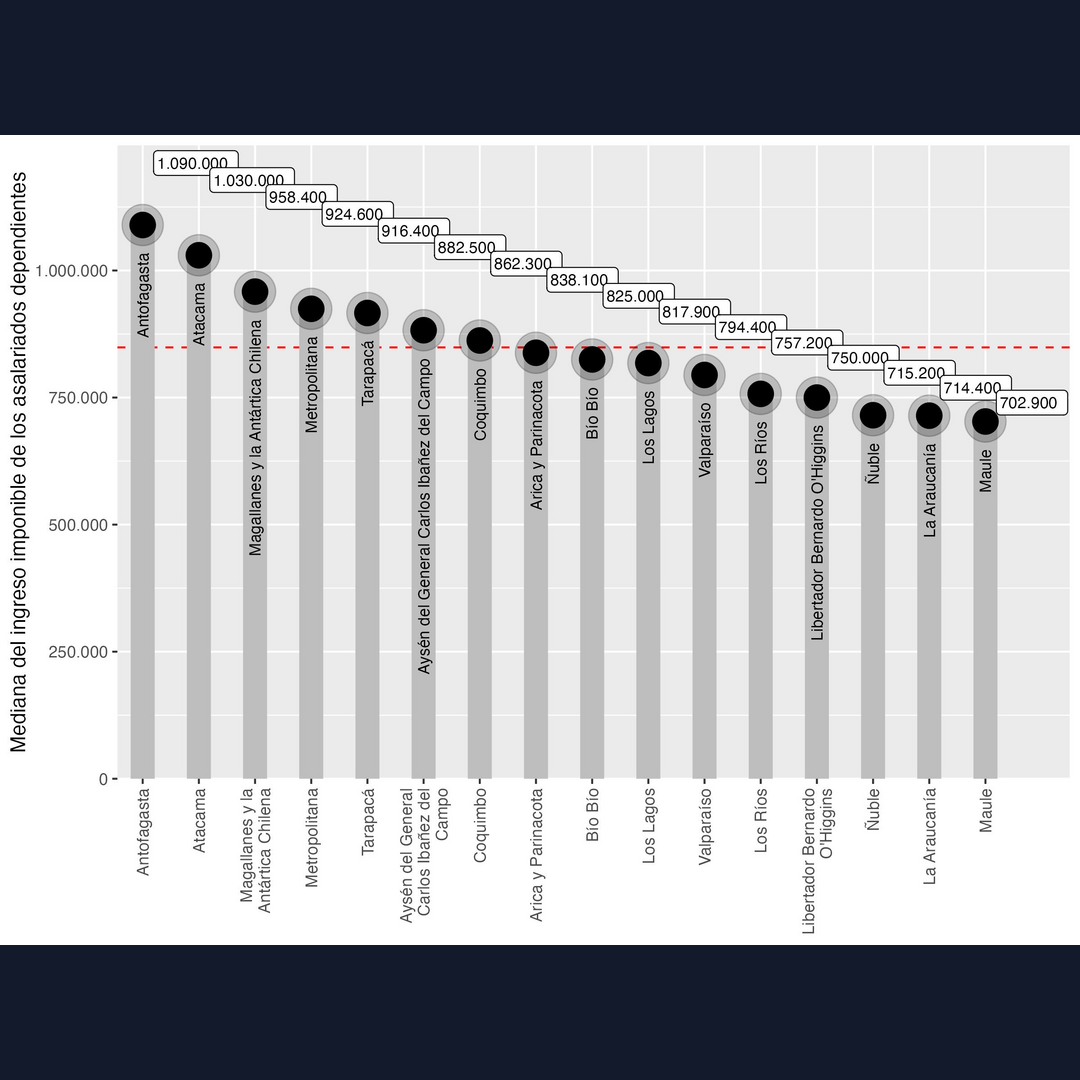 Mediana del ingreso imponible de los asalariados dependientes
1.000.000
750.000
500.000
250.000
0
1.090.000
1.030.000
958.400
924.600
916.400
882.500
862.300
838.100
825.000
817.900
794.400
757.200
750.000
715.200
714.400
702.900
Antofagasta
Atacama
Magallanes y la Antártica Chilena
Metropolitana
Tarapacá
Aysén del General Carlos Ibañez del Campo
Coquimbo
Arica y Parinacota
Bío Bío
Los Lagos
Valparaíso
Los Ríos
Libertador Bernardo O'Higgins
Ñuble
La Araucanía
Maule
Antofagasta
Atacama
Magallanes y la
Antártica Chilena
Metropolitana
Tarapacá
Aysén del General
Carlos Ibañez del
Campo
Coquimbo
Arica y Parinacota
Bío Bío
Los Lagos
Valparaíso
Los Ríos
Libertador Bernardo
O'Higgins
Ñuble
La Araucanía
Maule